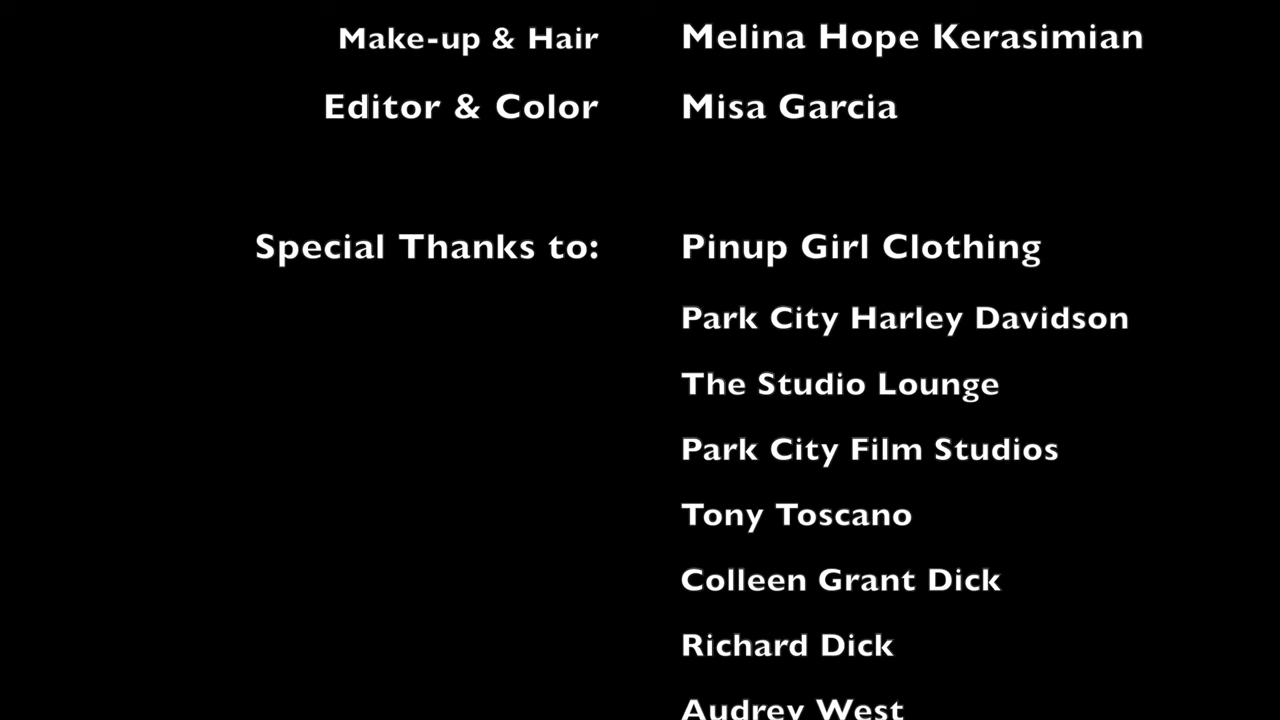 Make-up & Hair Melina Hope Kerasimian
Editor & Color Misa Garcia
Special Thanks to: Pinup Girl Clothing
Park City Harley Davidson
The Studio Lounge
Park City Film Studios
Tony Toscano
Colleen Grant Dick
Richard Dick
Audrey West